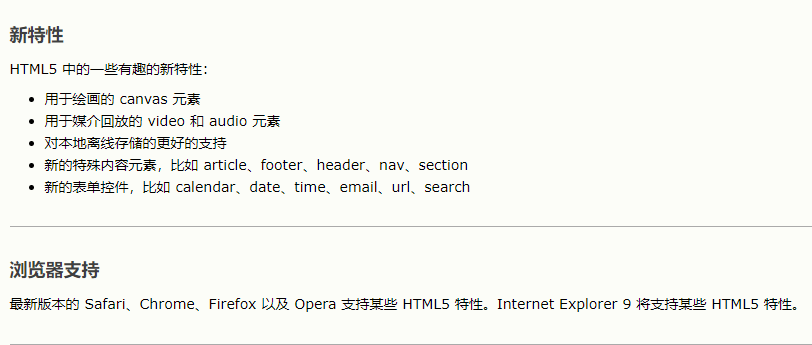 新特性
HTML5 中的一些有趣的新特性：
用于绘画的 canvas 元素
用于媒介回放的 video 和 audio 元素
对本地离线存储的更好的支持
新的特殊内容元素，比如 article、footer、header、nav、section
新的表单控件，比如 calendar、date、time、email、url、search
浏览器支持
最新版本的 Safari、Chrome、Firefox 以及 Opera 支持某些 HTML5 特性。Internet Explorer 9 将支持某些 HTML5 特性。